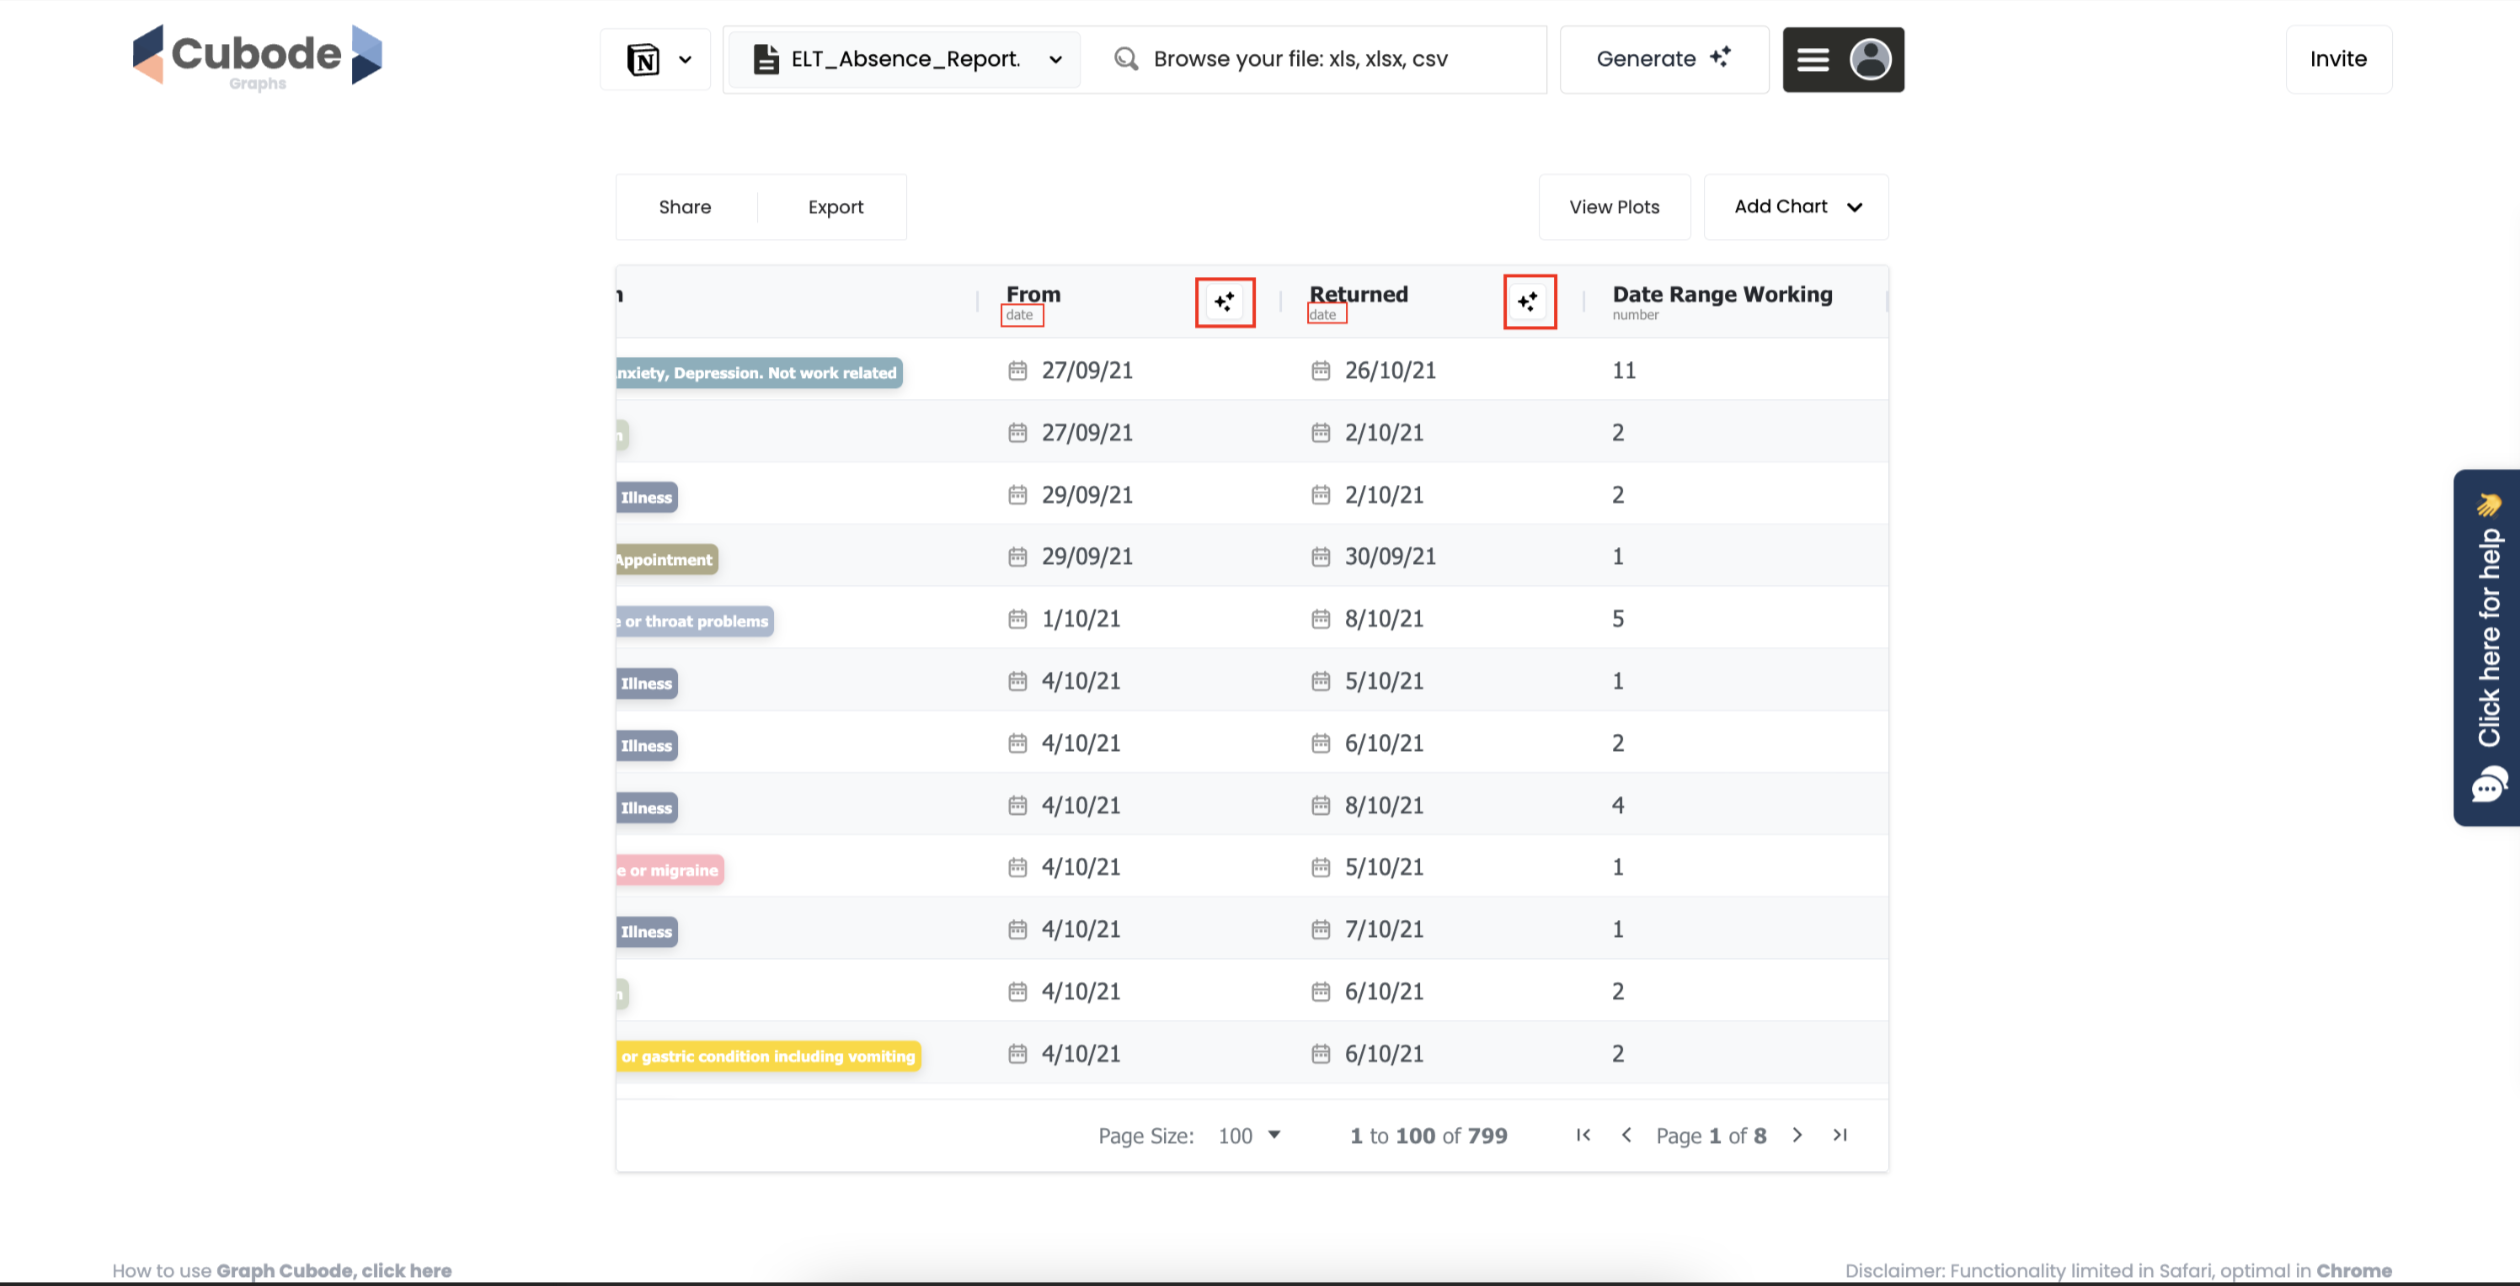 Cubode
Graphs
N
ELT_Absence_Report.
Browse your file: xls, xlsx, csv
Generate
Invite
Share
Export
View Plots
Add Chart
From
date
Returned
date
Date Range Working
number
nxiety, Depression. Not work related 27/09/21 26/10/21 11
27/09/21 2/10/21 2
Illness 29/09/21 2/10/21 2
Appointment 29/09/21 30/09/21 1
e or throat problems 1/10/21 8/10/21 5
Illness 4/10/21 5/10/21 1
Illness 4/10/21 6/10/21 2
Illness 4/10/21 8/10/21 4
e or migraine 4/10/21 5/10/21 1
Illness 4/10/21 7/10/21 1
4/10/21 6/10/21 2
or gastric condition including vomiting 4/10/21 6/10/21 2
Page Size: 100 1 to 100 of 799 Page 1 of 8
Click here for help 👋
How to use Graph Cubode, click here
Disclaimer: Functionality limited in Safari, optimal in Chrome